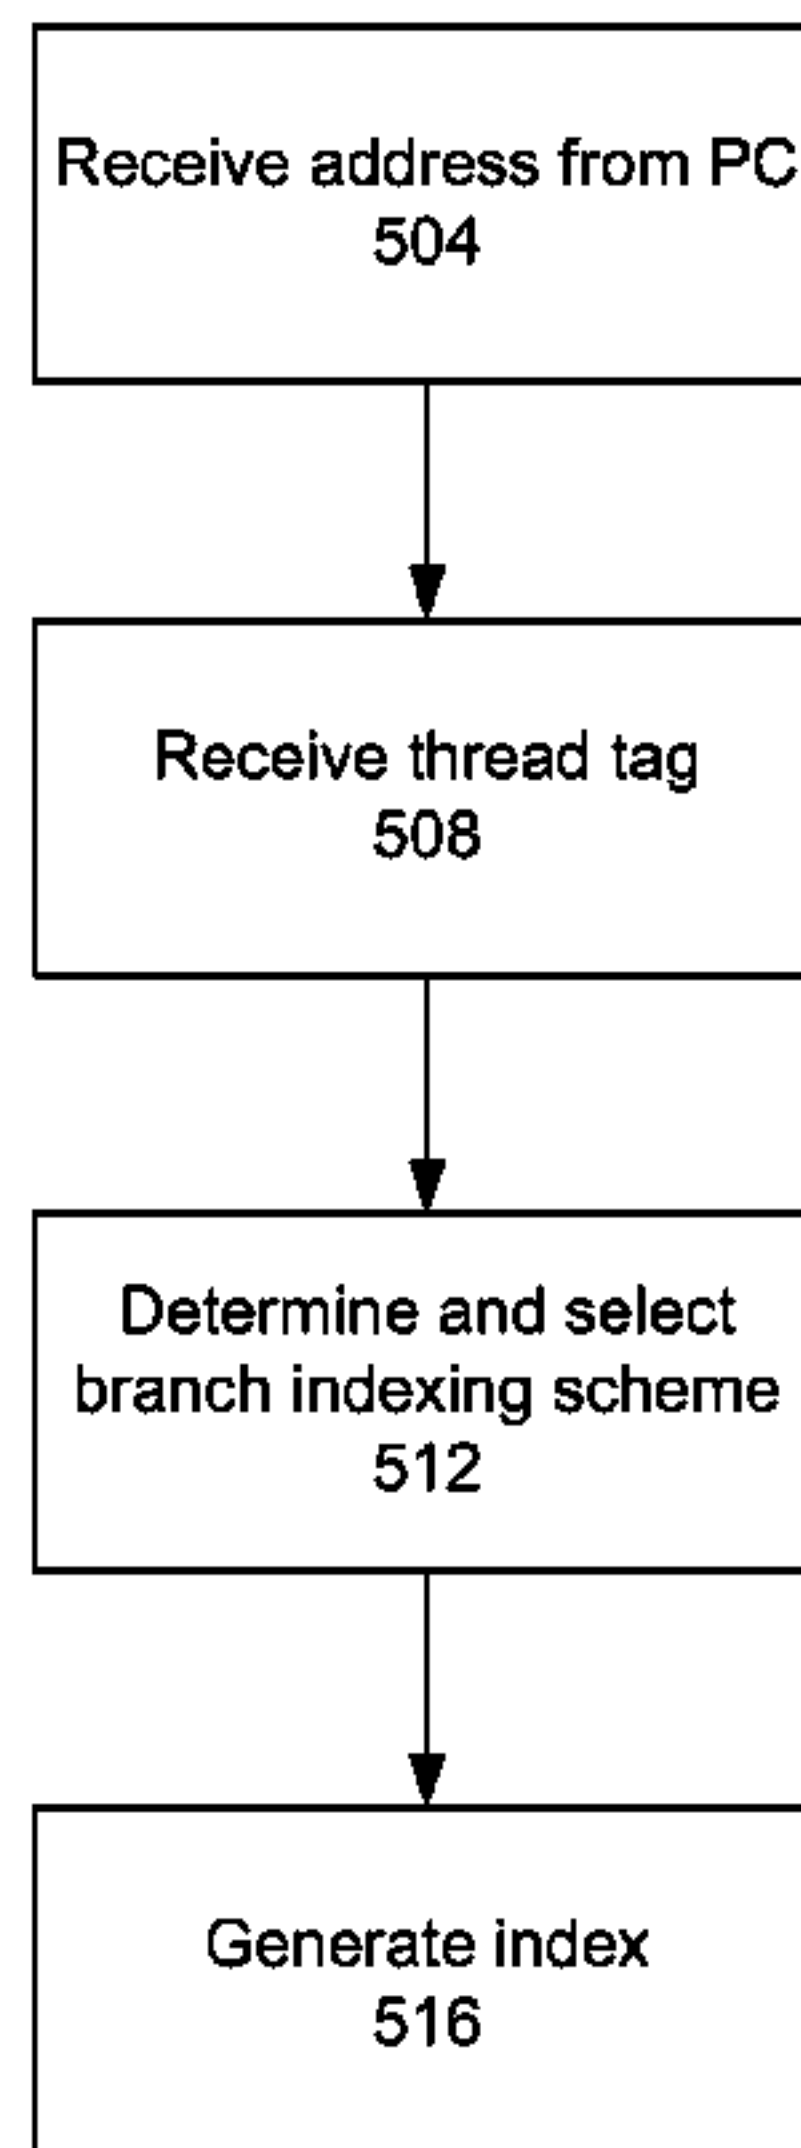 Receive address from PC
504
Receive thread tag
508
Determine and select
branch indexing scheme
512
Generate index
516